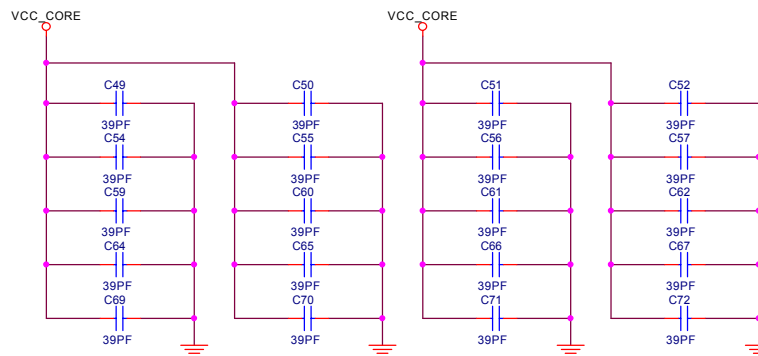 VCC_CORE VCC_CORE
C49 C50 C51 C52
39PF 39PF 39PF 39PF
C54 C55 C56 C57
39PF 39PF 39PF 39PF
C59 C60 C61 C62
39PF 39PF 39PF 39PF
C64 C65 C66 C67
39PF 39PF 39PF 39PF
C69 C70 C71 C72
39PF 39PF 39PF 39PF